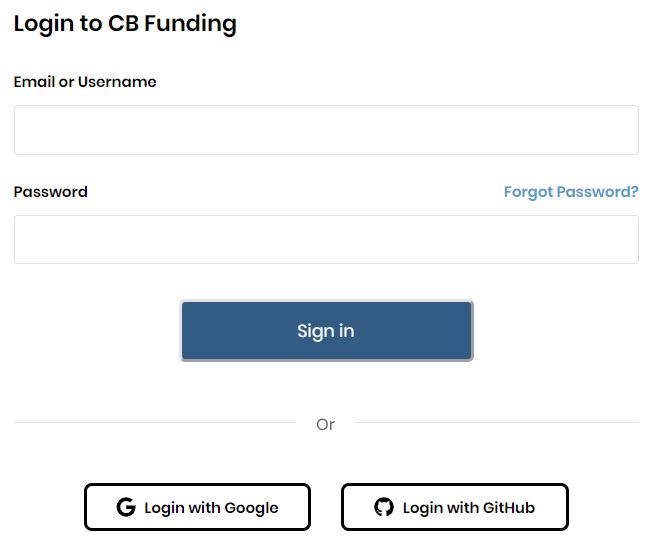 Login to CB Funding
Email or Username
Password
Forgot Password?
Sign in
Or
Login with Google
Login with GitHub